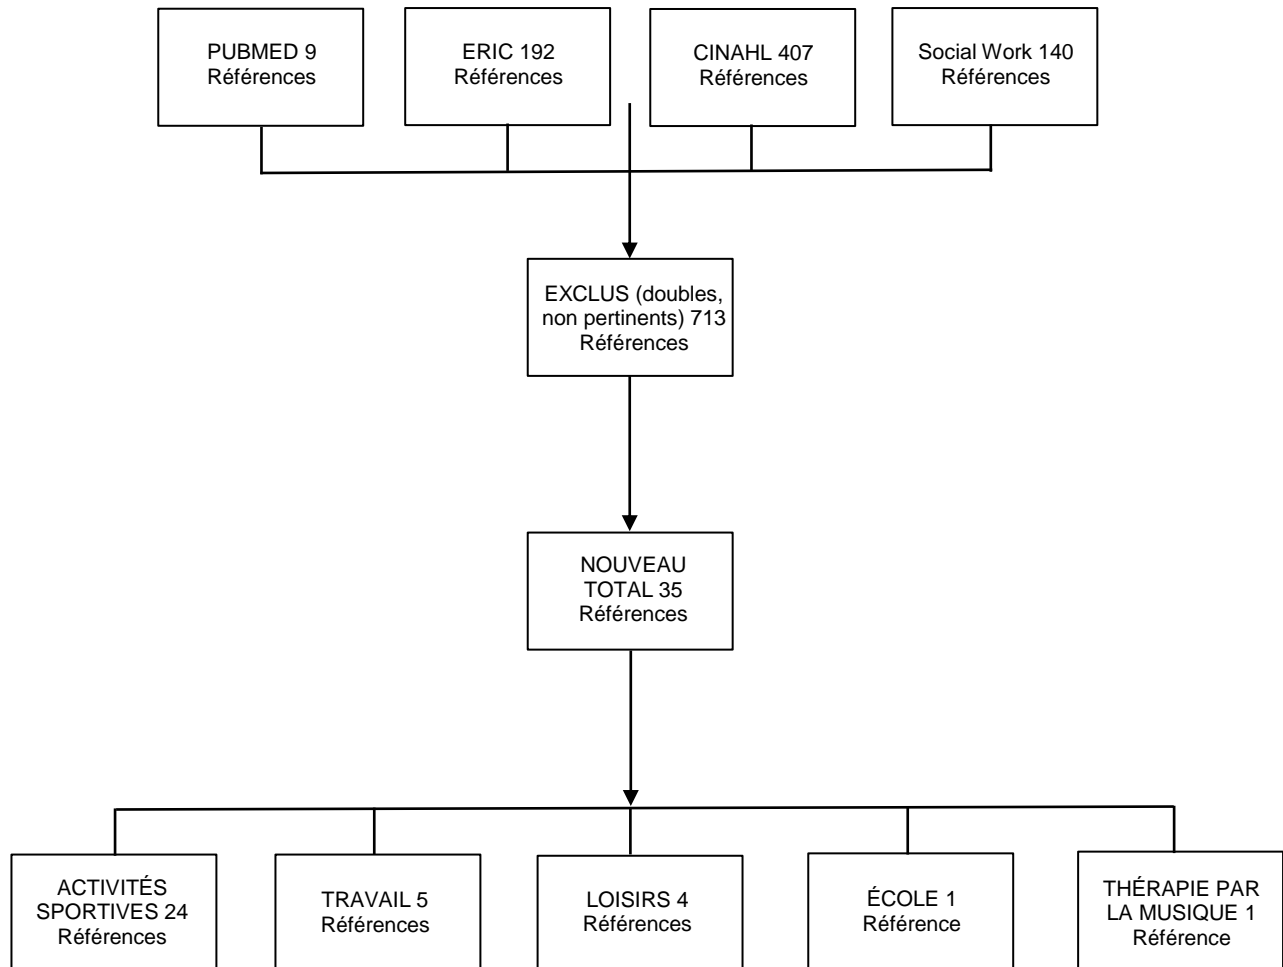 PUBMED 9
Références
ERIC 192
Références
CINAHL 407
Références
Social Work 140
Références
EXCLUS (doubles,
non pertinents) 713
Références
NOUVEAU
TOTAL 35
Références
ACTIVITÉS
SPORTIVES 24
Références
TRAVAIL 5
Références
LOISIRS 4
Références
ÉCOLE 1
Référence
THÉRAPIE PAR
LA MUSIQUE 1
Référence